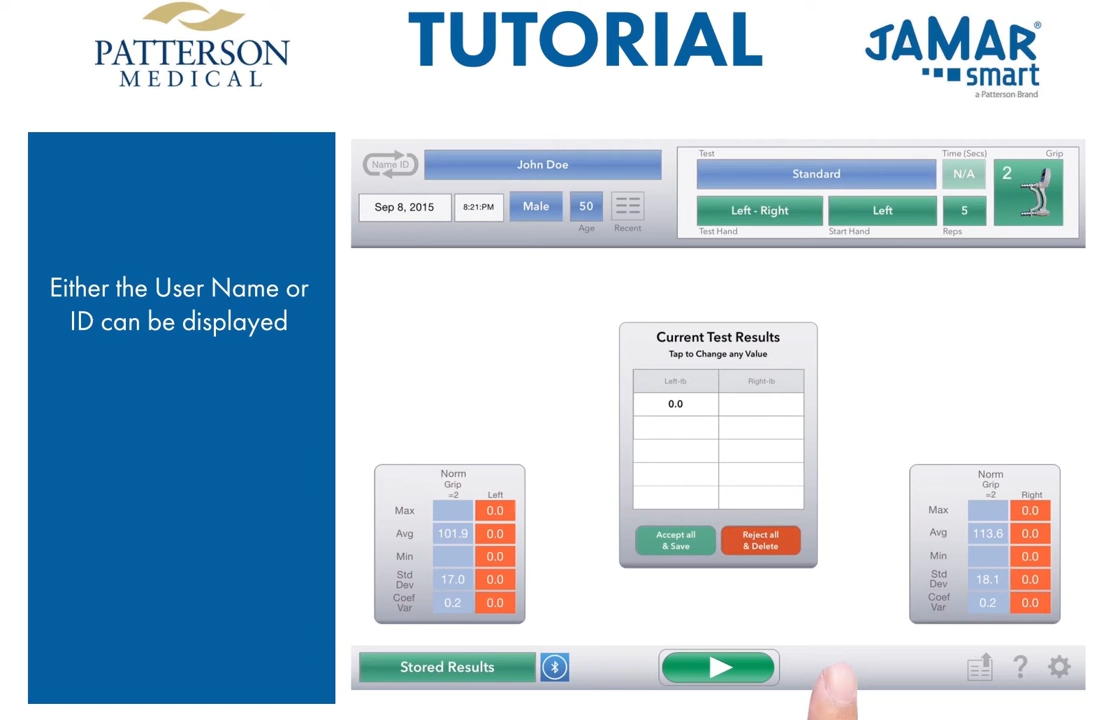 PATTERSON
MEDICAL
TUTORIAL
JAMAR®
smart
a Patterson Brand
Either the User Name or
ID can be displayed
Name ID
John Doe
Sep 8, 2015
8:21:PM
Male
50
Age
Recent
Test
Time (Secs)
Grip
Standard
N/A
2
Left - Right
Left
5
Test Hand
Start Hand
Reps
Current Test Results
Tap to Change any Value
Left-lb
Right-lb
0.0
Accept all
& Save
Reject all
& Delete
Norm
Grip
=2
Left
Max
0.0
Avg
101.9
0.0
Min
0.0
Std
Dev
17.0
0.0
Coef
Var
0.2
0.0
Norm
Grip
=2
Right
Max
0.0
Avg
113.6
0.0
Min
0.0
Std
Dev
18.1
0.0
Coef
Var
0.2
0.0
Stored Results
?